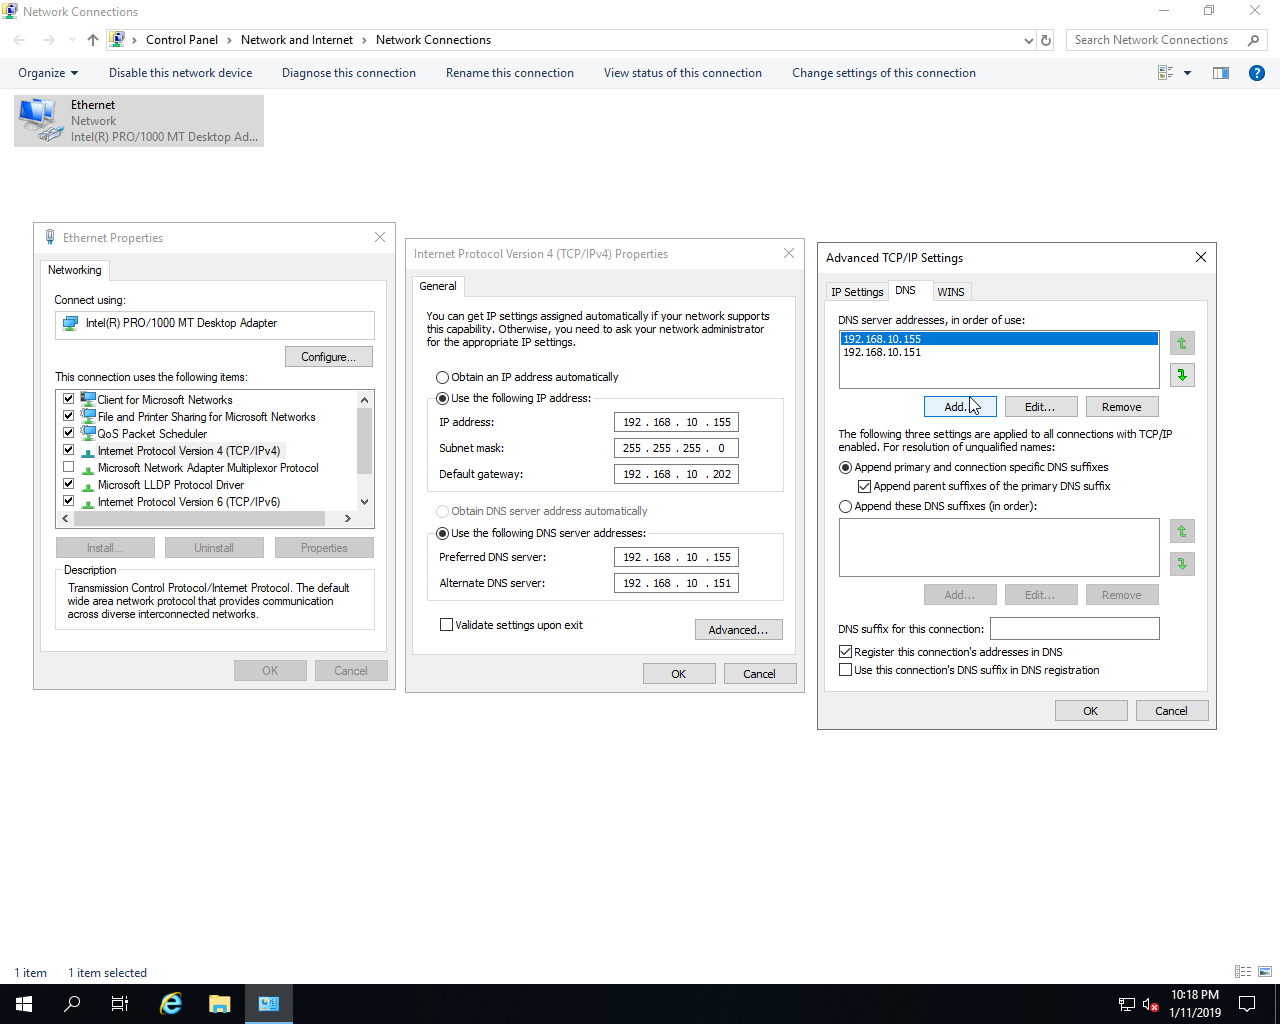 Network Connections
Control Panel
Network and Internet
Network Connections
Search Network Connections
Organize
Disable this network device
Diagnose this connection
Rename this connection
View status of this connection
Change settings of this connection
Ethernet
Network
Intel(R) PRO/1000 MT Desktop Ad...
Ethernet Properties
Networking
Connect using:
Intel(R) PRO/1000 MT Desktop Adapter
Configure...
This connection uses the following items:
Client for Microsoft Networks
File and Printer Sharing for Microsoft Networks
QoS Packet Scheduler
Internet Protocol Version 4 (TCP/IPv4)
Microsoft Network Adapter Multiplexor Protocol
Microsoft LLDP Protocol Driver
Internet Protocol Version 6 (TCP/IPv6)
Install...
Uninstall
Properties
Description
Transmission Control Protocol/Internet Protocol. The default
wide area network protocol that provides communication
across diverse interconnected networks.
OK
Cancel
Internet Protocol Version 4 (TCP/IPv4) Properties
General
You can get IP settings assigned automatically if your network supports
this capability. Otherwise, you need to ask your network administrator
for the appropriate IP settings.
Obtain an IP address automatically
Use the following IP address:
IP address:
192 . 168 . 10 . 155
Subnet mask:
255 . 255 . 255 . 0
Default gateway:
192 . 168 . 10 . 202
Obtain DNS server address automatically
Use the following DNS server addresses:
Preferred DNS server:
192 . 168 . 10 . 155
Alternate DNS server:
192 . 168 . 10 . 151
Validate settings upon exit
Advanced...
OK
Cancel
Advanced TCP/IP Settings
IP Settings
DNS
WINS
DNS server addresses, in order of use:
192.168.10.155
192.168.10.151
Add...
Edit...
Remove
The following three settings are applied to all connections with TCP/IP
enabled. For resolution of unqualified names:
Append primary and connection specific DNS suffixes
Append parent suffixes of the primary DNS suffix
Append these DNS suffixes (in order):
Add...
Edit...
Remove
DNS suffix for this connection:
Register this connection's addresses in DNS
Use this connection's DNS suffix in DNS registration
OK
Cancel
1 item
1 item selected
10:18 PM
1/11/2019